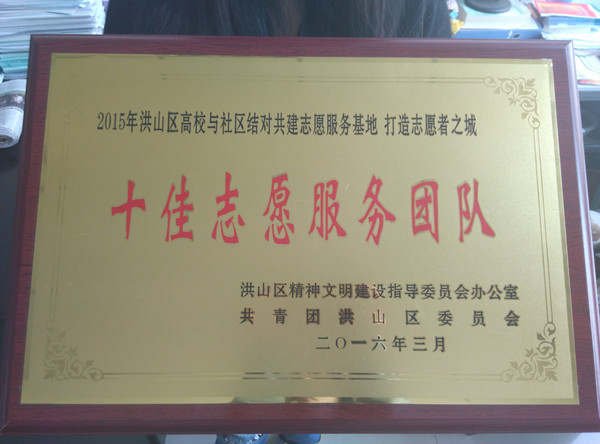 2015年洪山区高校与社区结对共建志愿服务基地 打造志愿者之城
十佳志愿服务团队
洪山区精神文明建设指导委员会办公室
共青团洪山区委员会
二〇一六年三月